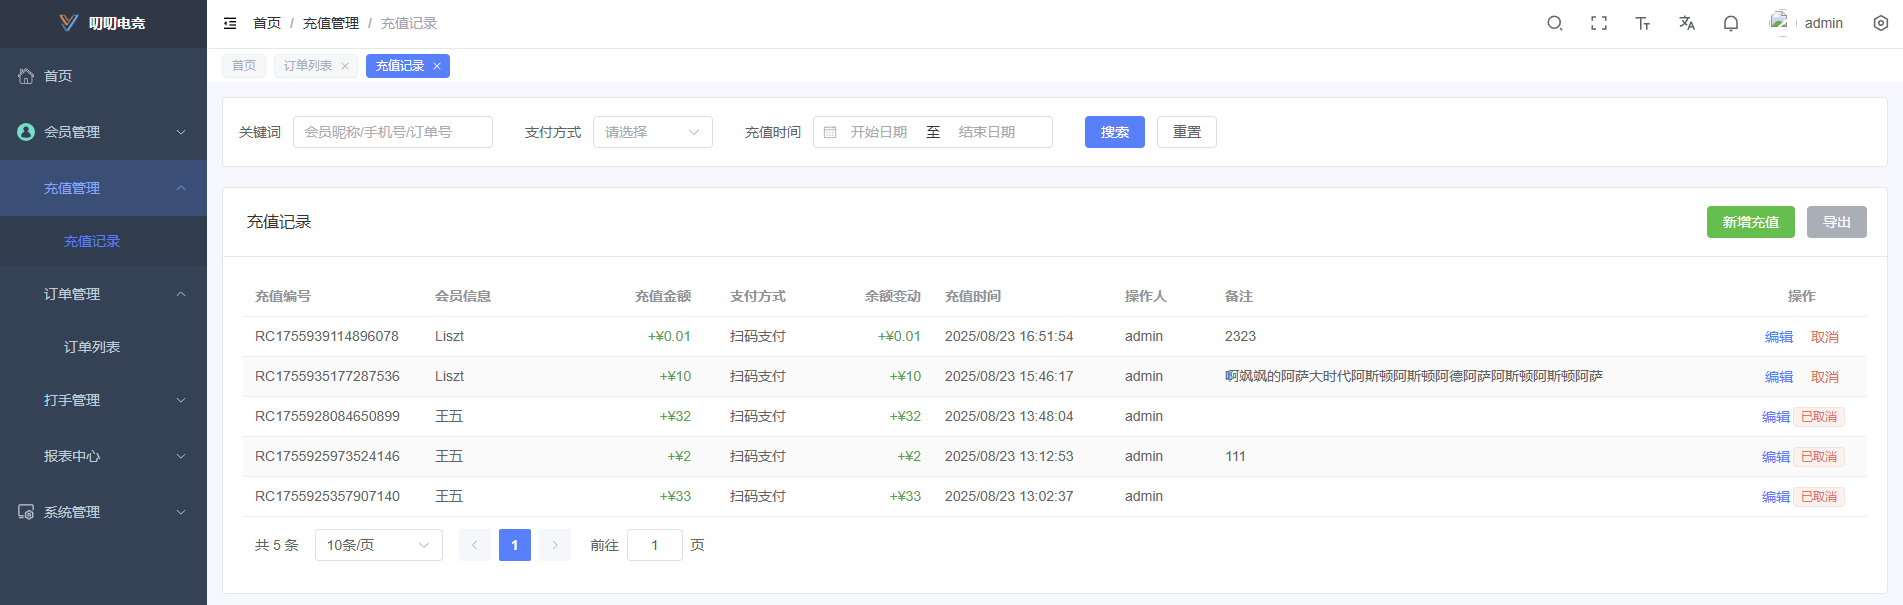 叨叨电竞
首页 / 充值管理 / 充值记录
admin
首页
订单列表
充值记录
首页
会员管理
充值管理
充值记录
订单管理
订单列表
打手管理
报表中心
系统管理
关键词 会员昵称/手机号/订单号 支付方式 请选择 充值时间 开始日期 至 结束日期 搜索 重置
充值记录 新增充值 导出
充值编号 会员信息 充值金额 支付方式 余额变动 充值时间 操作人 备注 操作
RC1755939114896078 Liszt +¥0.01 扫码支付 +¥0.01 2025/08/23 16:51:54 admin 2323 编辑 取消
RC1755935177287536 Liszt +¥10 扫码支付 +¥10 2025/08/23 15:46:17 admin 啊飒飒的阿萨大时代阿斯顿阿斯顿阿德阿萨阿斯顿阿斯顿阿萨 编辑 取消
RC1755928084650899 王五 +¥32 扫码支付 +¥32 2025/08/23 13:48:04 admin 编辑 已取消
RC1755925973524146 王五 +¥2 扫码支付 +¥2 2025/08/23 13:12:53 admin 111 编辑 已取消
RC1755925357907140 王五 +¥33 扫码支付 +¥33 2025/08/23 13:02:37 admin 编辑 已取消
共 5 条 10条/页 1 前往 1 页